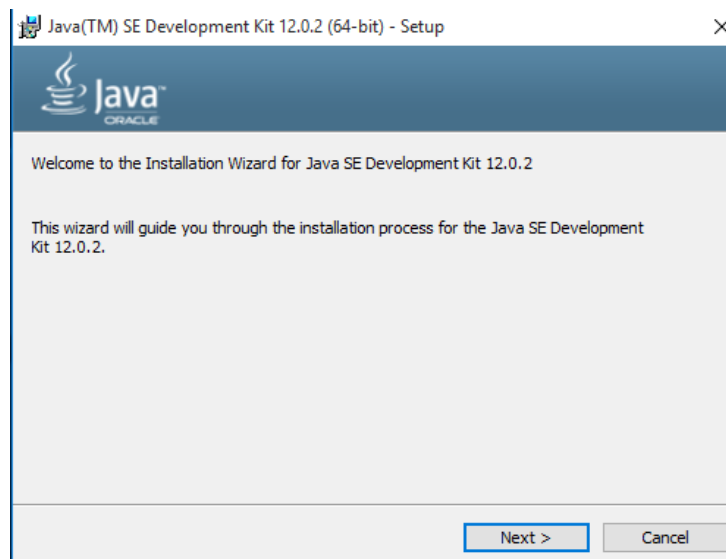 Java(TM) SE Development Kit 12.0.2 (64-bit) - Setup
Java™
ORACLE
Welcome to the Installation Wizard for Java SE Development Kit 12.0.2
This wizard will guide you through the installation process for the Java SE Development
Kit 12.0.2.
Next >
Cancel